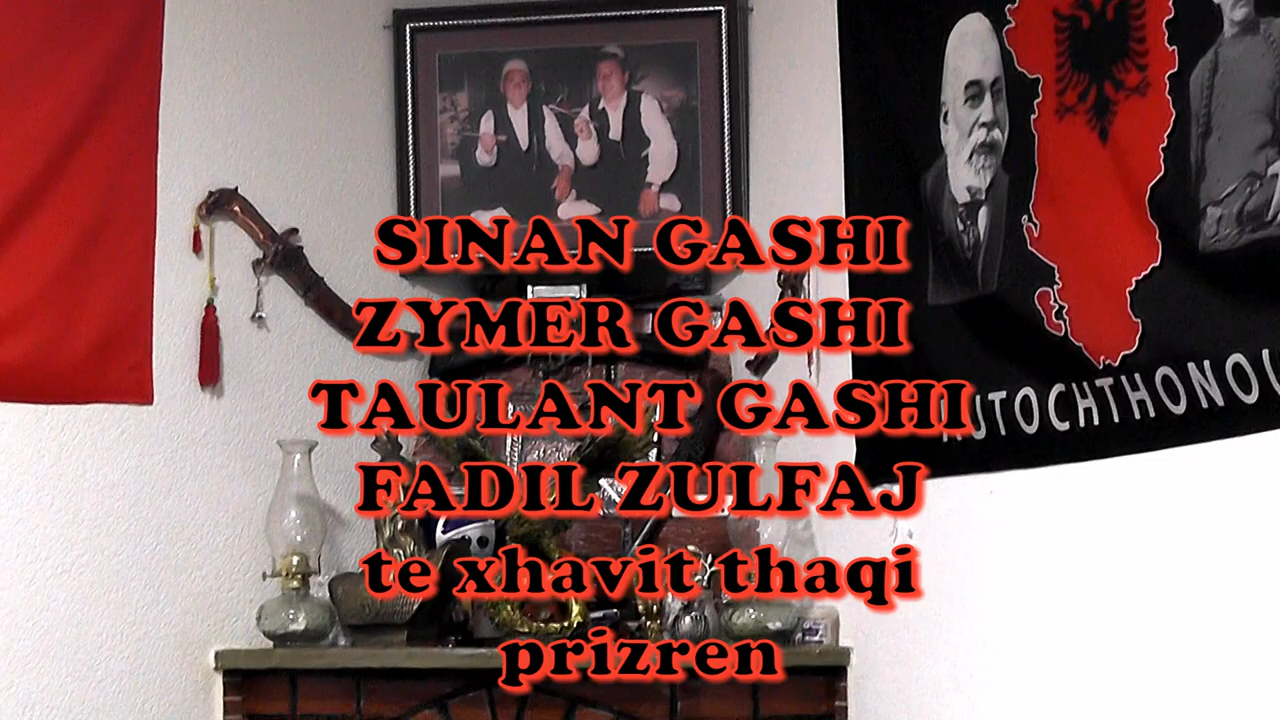 SINAN GASHI
ZYMER GASHI
TAULANT GASHI
FADIL ZULFAJ
te xhavit thaqi
prizren
AUTOCHTHONOU